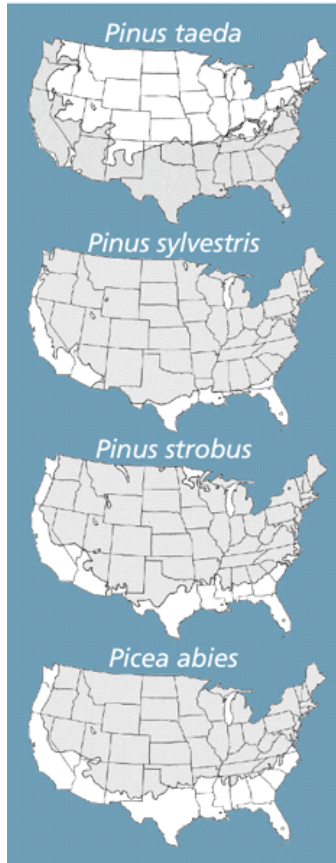 Pinus taeda
Pinus sylvestris
Pinus strobus
Picea abies